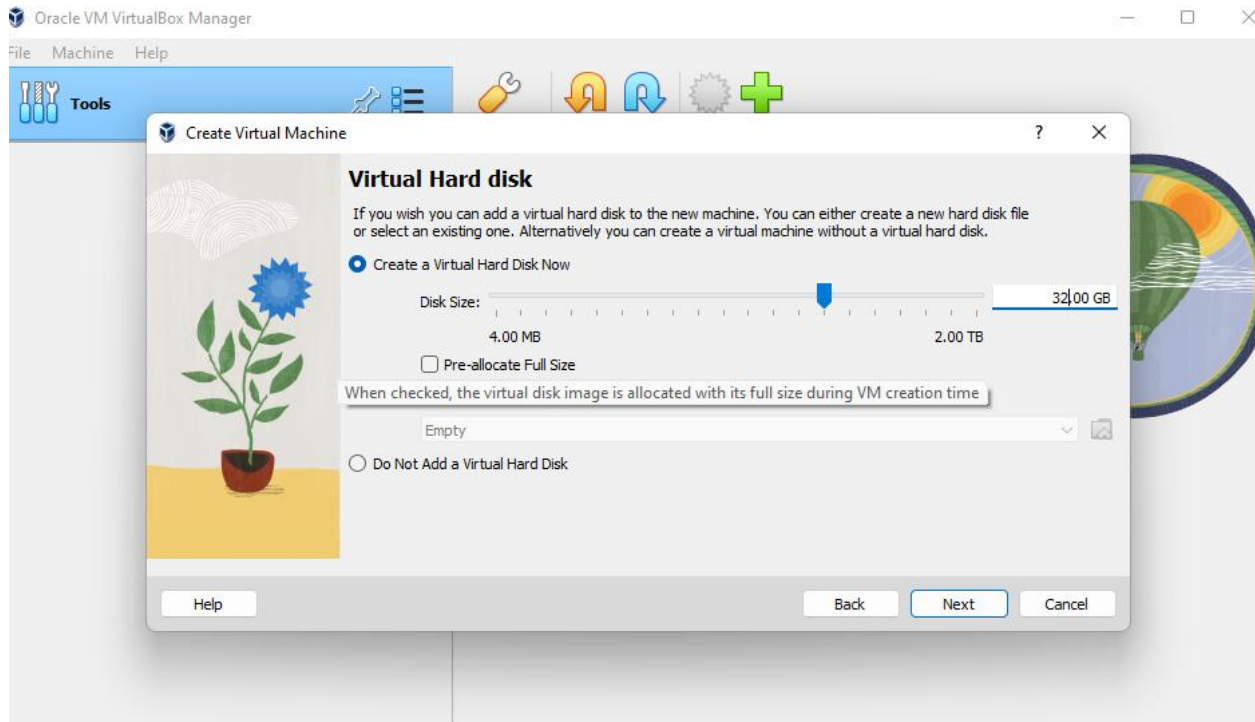 Oracle VM VirtualBox Manager
File Machine Help
Tools
Create Virtual Machine
?
Virtual Hard disk
If you wish you can add a virtual hard disk to the new machine. You can either create a new hard disk file
or select an existing one. Alternatively you can create a virtual machine without a virtual hard disk.
Create a Virtual Hard Disk Now
Disk Size:
32.00 GB
4.00 MB
2.00 TB
Pre-allocate Full Size
When checked, the virtual disk image is allocated with its full size during VM creation time
Empty
Do Not Add a Virtual Hard Disk
Help
Back
Next
Cancel